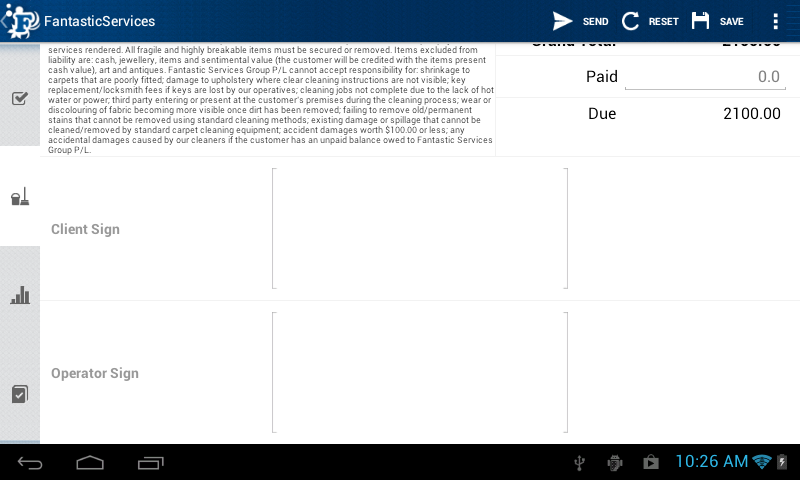 FantasticServices
SEND
RESET
SAVE
services rendered. All fragile and highly breakable items must be secured or removed. Items excluded from
liability are: cash, jewellery, items and sentimental value (the customer will be credited with the items present
cash value), art and antiques. Fantastic Services Group P/L cannot accept responsibility for: shrinkage to
carpets that are poorly fitted; damage to upholstery where clear cleaning instructions are not visible; key
replacement/locksmith fees if keys are lost by our operatives; cleaning jobs not complete due to the lack of hot
water or power; third party entering or present at the customer's premises during the cleaning process; wear or
discolouring of fabric becoming more visible once dirt has been removed; failing to remove old/permanent
stains that cannot be removed using standard cleaning methods; existing damage or spillage that cannot be
cleaned/removed by standard carpet cleaning equipment; accident damages worth $100.00 or less; any
accidental damages caused by our cleaners if the customer has an unpaid balance owed to Fantastic Services
Group P/L.
Grand Total 2100.00
Paid 0.0
Due 2100.00
Client Sign
Operator Sign
10:26 AM